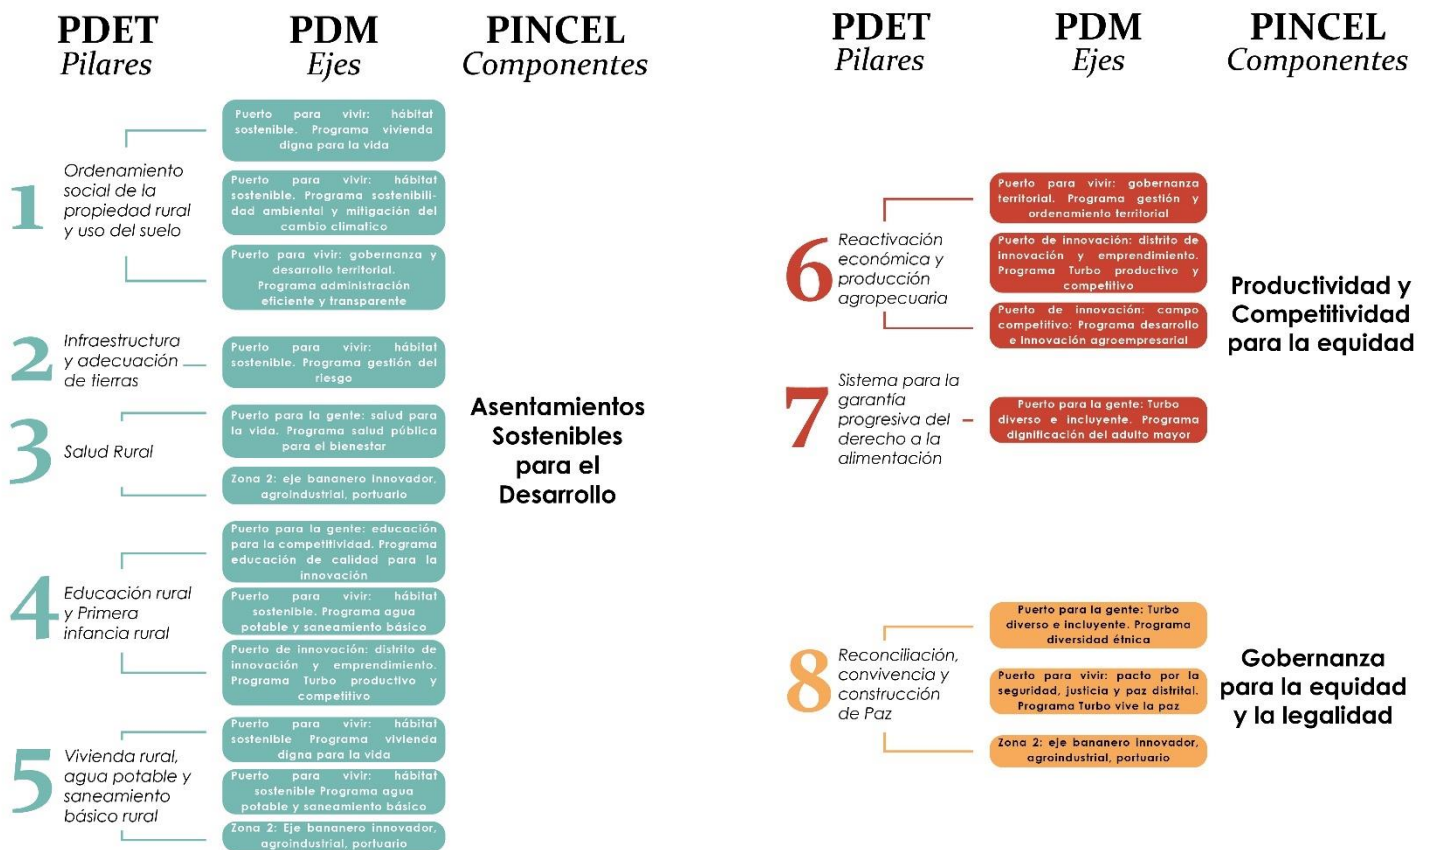 PDET
Pilares
PDM
Ejes
PINCEL
Componentes
1
Ordenamiento
social de la
propiedad rural
y uso del suelo
Puerto para vivir: hábitat
sostenible. Programa vivienda
digna para la vida
Puerto para vivir: hábitat
sostenible. Programa sostenibili-
dad ambiental y mitigación del
cambio climatico
Puerto para vivir: gobernanza y
desarrollo territorial.
Programa administración
eficiente y transparente
2
Infraestructura
y adecuación
de tierras
Puerto para vivir: hábitat
sostenible. Programa gestión del
riesgo
3
Salud Rural
Puerto para la gente: salud para
la vida. Programa salud pública
para el bienestar
Zona 2: eje bananero innovador,
agroindustrial, portuario
4
Educación rural
y Primera
infancia rural
Puerto para la gente: educación
para la competitividad. Programa
educación de calidad para la
innovación
Puerto para vivir: hábitat
sostenible. Programa agua
potable y saneamiento básico
Puerto de innovación: distrito de
innovación y emprendimiento.
Programa Turbo productivo y
competitivo
5
Vivienda rural,
agua potable y
saneamiento
básico rural
Puerto para vivir: hábitat
sostenible Programa vivienda
digna para la vida
Puerto para vivir: hábitat
sostenible Programa agua
potable y saneamiento básico
Zona 2: Eje bananero innovador,
agroindustrial, portuario
Asentamientos
Sostenibles
para el
Desarrollo
PDET
Pilares
PDM
Ejes
PINCEL
Componentes
6
Reactivación
económica y
producción
agropecuaria
Puerto para vivir: gobernanza
territorial. Programa gestión y
ordenamiento territorial
Puerto de innovación: distrito de
innovación y emprendimiento.
Programa Turbo productivo y
competitivo
Puerto de innovación: campo
competitivo: Programa desarrollo
e innovación agroempresarial
7
Sistema para la
garantía
progresiva del
derecho a la
alimentación
Puerto para la gente: Turbo
diverso e incluyente. Programa
dignificación del adulto mayor
Productividad y
Competitividad
para la equidad
8
Reconciliación,
convivencia y
construcción
de Paz
Puerto para la gente: Turbo
diverso e incluyente. Programa
diversidad étnica
Puerto para vivir: pacto por la
seguridad, justicia y paz distrital.
Programa Turbo vive la paz
Zona 2: eje bananero innovador,
agroindustrial, portuario
Gobernanza
para la equidad
y la legalidad